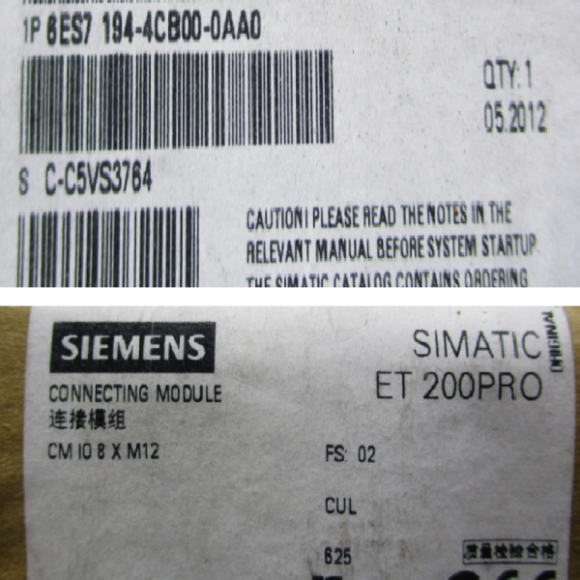 1P 6ES7 194-4CB00-0AA0
QTY: 1
05.2012
S C-C5VS3764
CAUTION! PLEASE READ THE NOTES IN THE
RELEVANT MANUAL BEFORE SYSTEM STARTUP.
THE SIMATIC CATALOG CONTAINS ORDERING
SIEMENS
SIMATIC
ET 200PRO
ORIGINAL
CONNECTING MODULE
连接模组
CM IO 8 X M12
FS: 02
CUL
625
质量检验合格